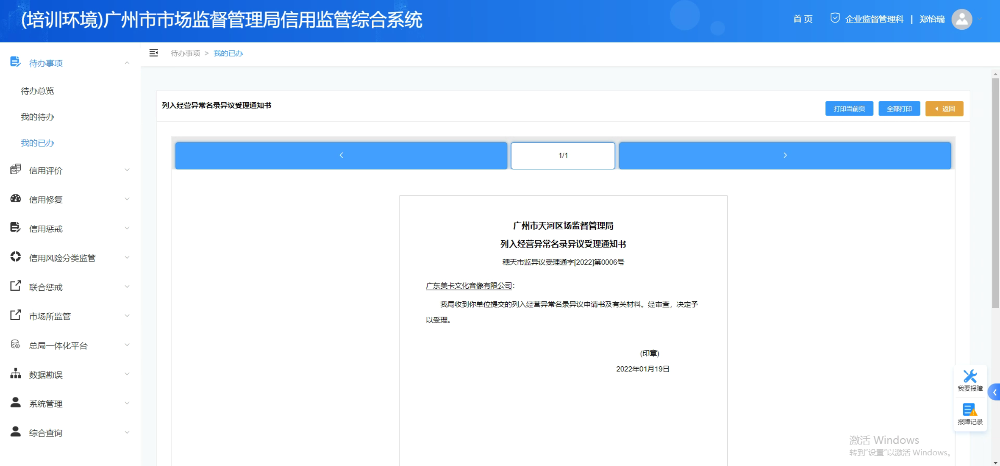 (培训环境)广州市市场监督管理局信用监管综合系统
首页
企业监督管理科 | 郑怡瑞
待办事项
待办总览
我的待办
我的已办
信用评价
信用修复
信用惩戒
信用风险分类监管
联合惩戒
市场所监管
总局一体化平台
数据勘误
系统管理
综合查询
待办事项 > 我的已办
列入经营异常名录异议受理通知书
打印当前页
全部打印
返回
1/1
广州市天河区场监督管理局
列入经营异常名录异议受理通知书
穗天市监异议受理通字[2022]第0006号
广东美卡文化音像有限公司：
我局收到你单位提交的列入经营异常名录异议申请书及有关材料。经审查，决定予
以受理。
(印章)
2022年01月19日
我要报障
报障记录
激活 Windows
转到“设置”以激活 Windows。